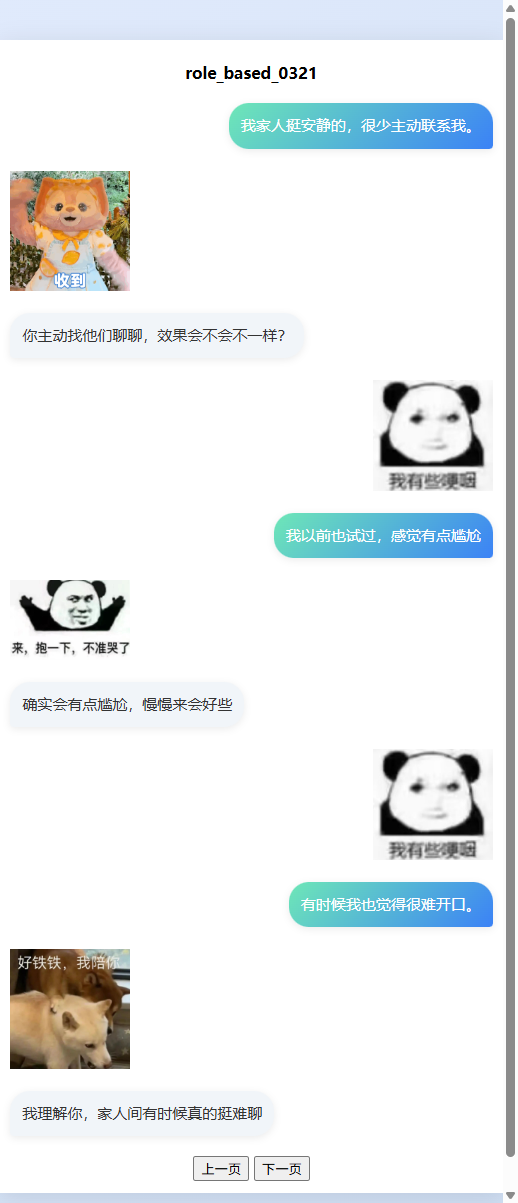 role_based_0321
我家人挺安静的，很少主动联系我。
收到
你主动找他们聊聊，效果会不会不一样？
我有些哽咽
我以前也试过，感觉有点尴尬
来，抱一下，不准哭了
确实会有点尴尬，慢慢来会好些
我有些哽咽
有时候我也觉得很难开口。
好铁铁，我陪你
我理解你，家人间有时候真的挺难聊
上一页 下一页